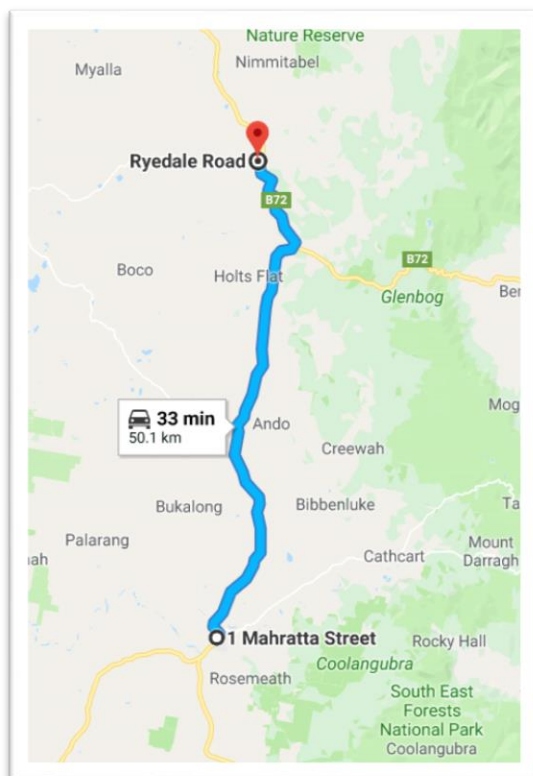 Nature Reserve
Nimmitabel
Myalla
Ryedale Road
B72
Boco
Holts Flat
B72
Glenbog
Be
33 min
50.1 km
Ando
Mog
Creewah
Bukalong
Bibbenluke
Ta
Palarang
Mount
Darragh
ah
Cathcart
1 Mahratta Street
Rocky Hall
Coolangubra
Rosemeath
South East
Forests
National Park
Coolangubra